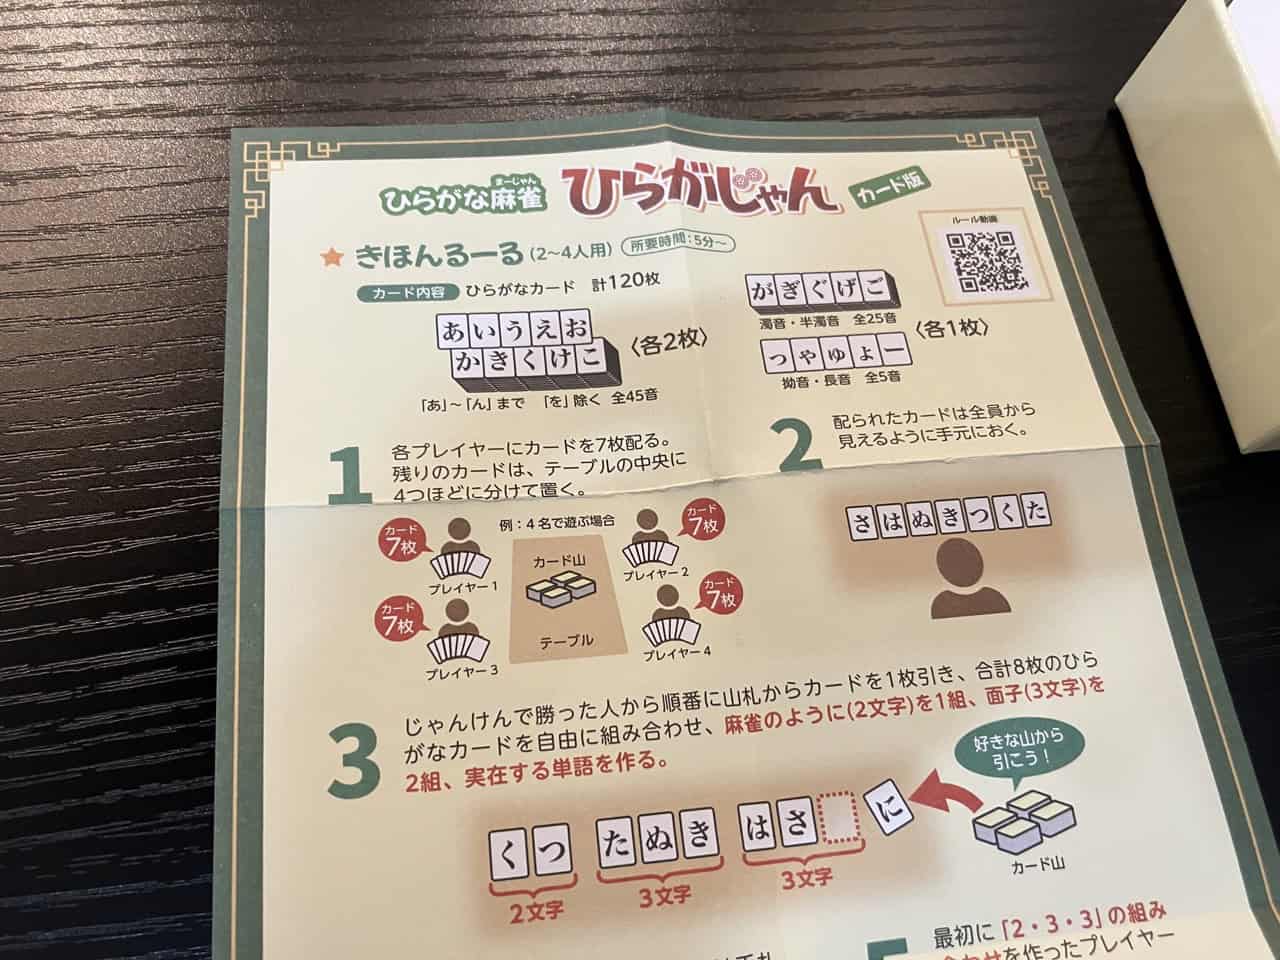 まーじゃん
ひらがな麻雀 ひらがじゃん カード版
ルール動画
きほんるーる (2〜4人用) 所要時間：5分〜
カード内容 ひらがなカード 計120枚
あいうえお
かきくけこ
〈各2枚〉
「あ」〜「ん」まで 「を」除く 全45音
がぎぐげご
濁音・半濁音 全25音
〈各1枚〉
っゃゅょー
拗音・長音 全5音
1
各プレイヤーにカードを7枚配る。
残りのカードは、テーブルの中央に
4つほどに分けて置く。
例：4名で遊ぶ場合
カード
7枚
プレイヤー1
カード
7枚
プレイヤー2
カード
7枚
プレイヤー3
カード
7枚
プレイヤー4
カード山
テーブル
2
配られたカードは全員から
見えるように手元におく。
さはぬきつくた
3
じゃんけんで勝った人から順番に山札からカードを1枚引き、合計8枚のひら
がなカードを自由に組み合わせ、麻雀のように(2文字)を1組、面子(3文字)を
2組、実在する単語を作る。
好きな山から
引こう！
くつ たぬき はさ に
2文字 3文字 3文字
カード山
最初に「2・3・3」の組み
合わせを作ったプレイヤー